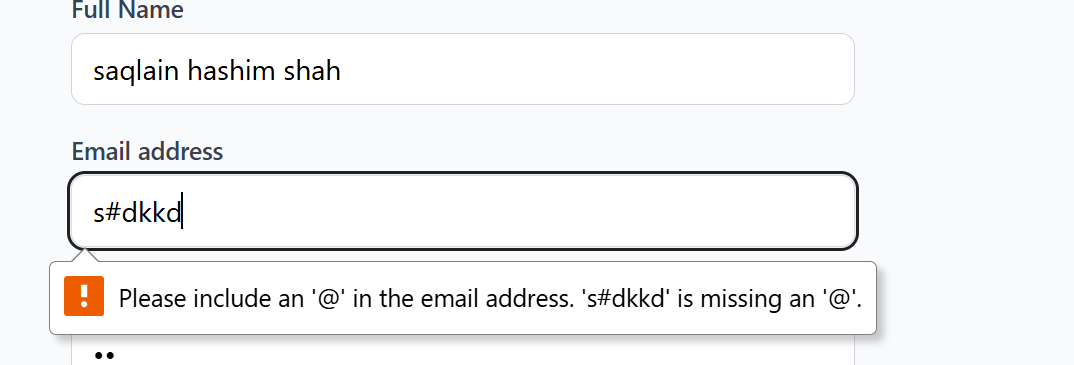 Full Name
saqlain hashim shah
Email address
s#dkkd
! Please include an '@' in the email address. 's#dkkd' is missing an '@'.
••